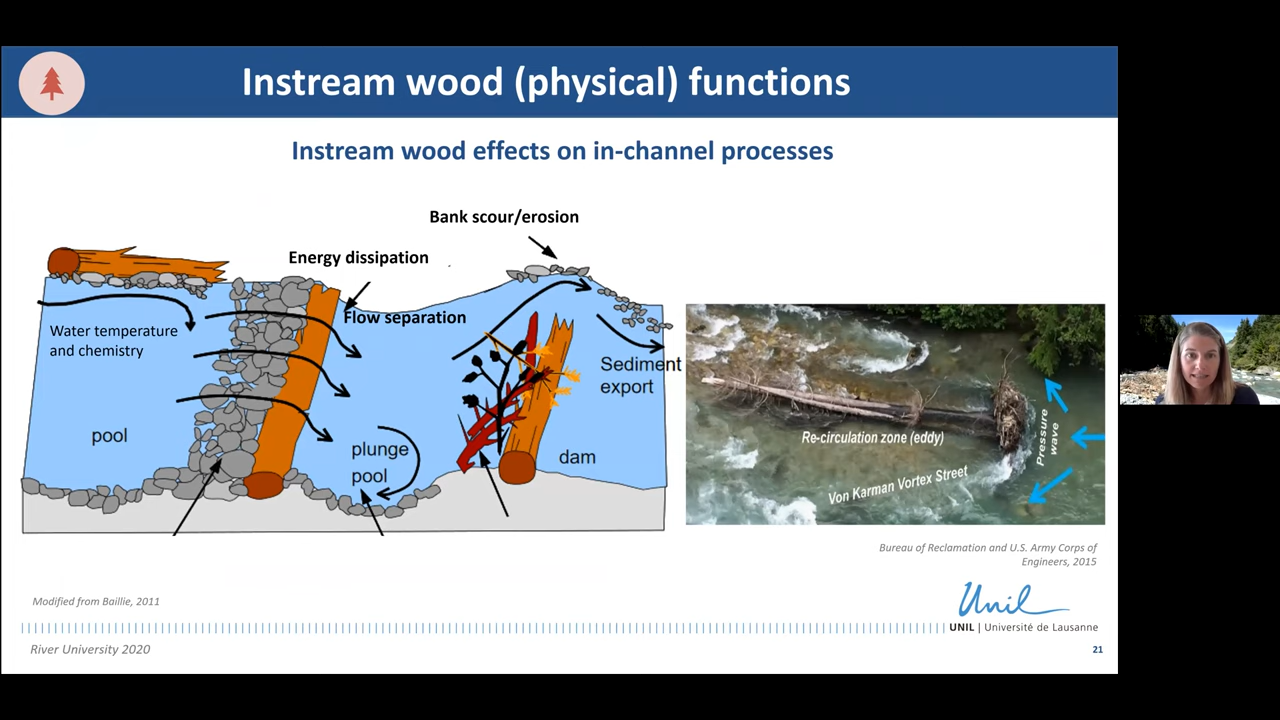 Instream wood (physical) functions
Instream wood effects on in-channel processes
Bank scour/erosion
Energy dissipation
Flow separation
Water temperature
and chemistry
Sediment
export
pool
plunge
pool
dam
Re-circulation zone (eddy)
Von Karman Vortex Street
Pressure
wave
Bureau of Reclamation and U.S. Army Corps of
Engineers, 2015
Modified from Baillie, 2011
Unil
UNIL | Université de Lausanne
River University 2020
21